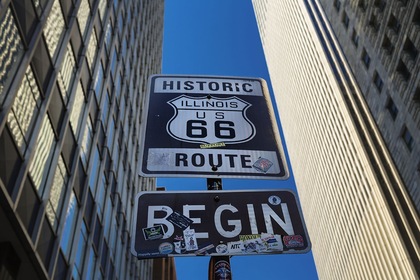 HISTORIC
ILLINOIS
US
66
ROUTE
BEGIN